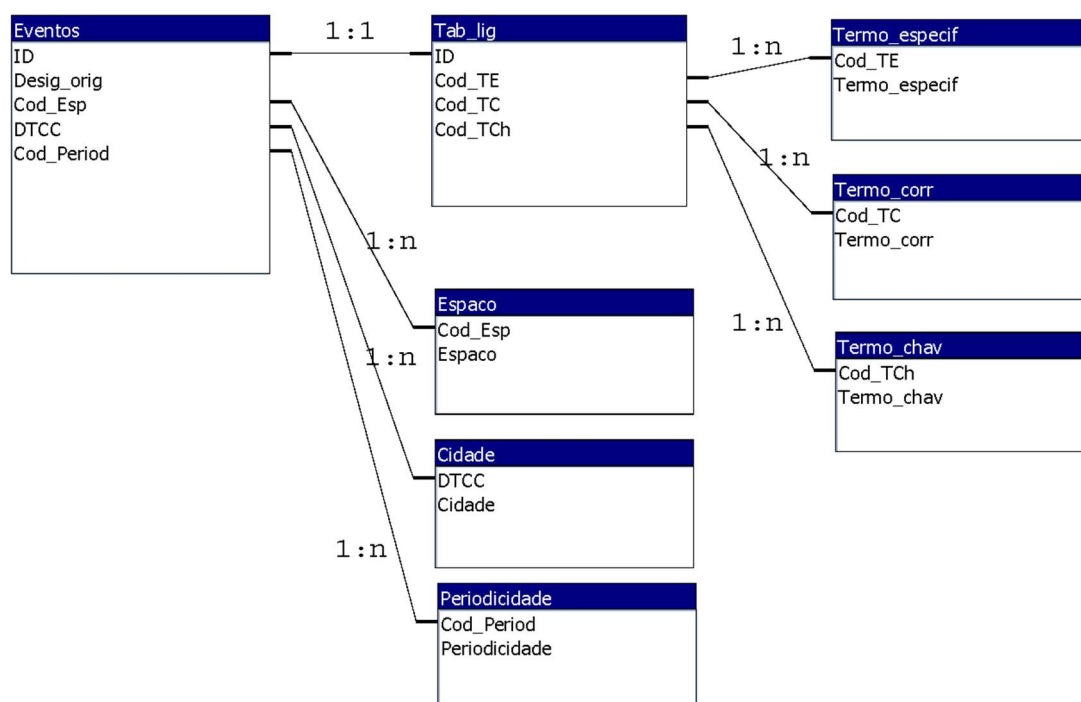 Eventos
ID
Desig_orig
Cod_Esp
DTCC
Cod_Period
1:1
Tab_lig
ID
Cod_TE
Cod_TC
Cod_TCh
1:n
Termo_especif
Cod_TE
Termo_especif
1:n
Termo_corr
Cod_TC
Termo_corr
1:n
Termo_chav
Cod_TCh
Termo_chav
1:n
Espaco
Cod_Esp
Espaco
1:n
Cidade
DTCC
Cidade
1:n
Periodicidade
Cod_Period
Periodicidade